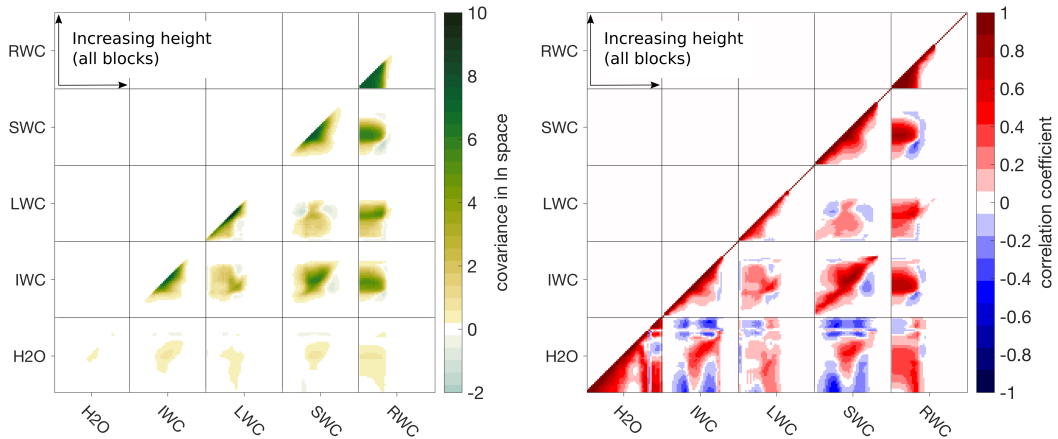 Increasing height
(all blocks)
RWC
SWC
LWC
IWC
H2O
H2O
IWC
LWC
SWC
RWC
10
8
6
4
2
0
-2
covariance in ln space
Increasing height
(all blocks)
RWC
SWC
LWC
IWC
H2O
H2O
IWC
LWC
SWC
RWC
1
0.8
0.6
0.4
0.2
0
-0.2
-0.4
-0.6
-0.8
-1
correlation coefficient